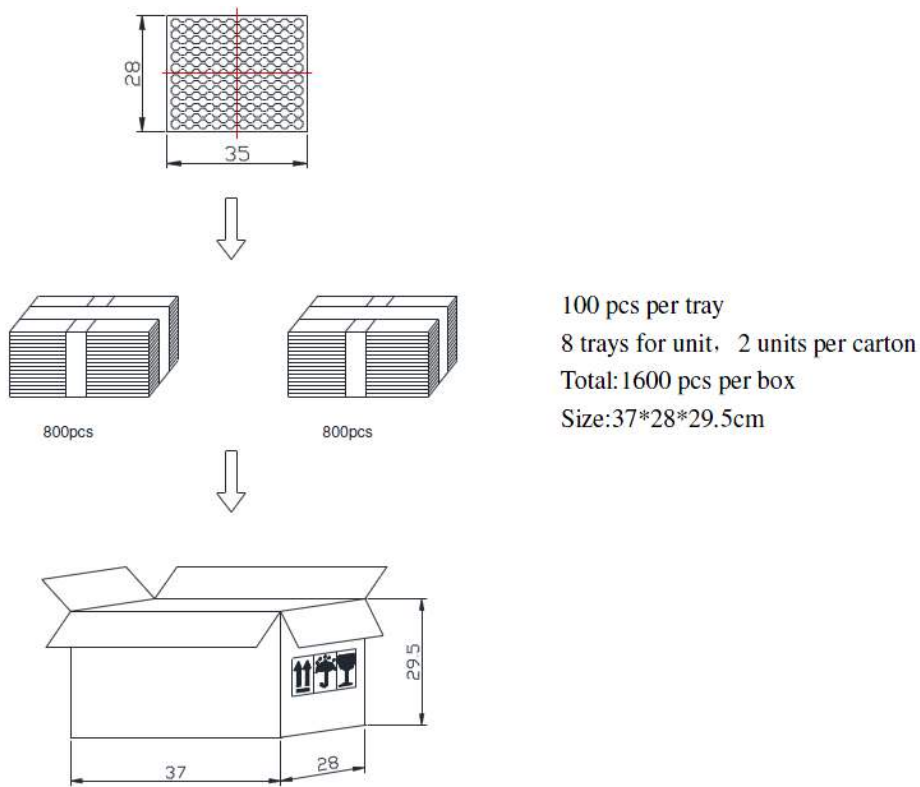 28
35
100 pcs per tray
8 trays for unit， 2 units per carton
Total:1600 pcs per box
Size:37*28*29.5cm
800pcs
800pcs
29.5
37
28